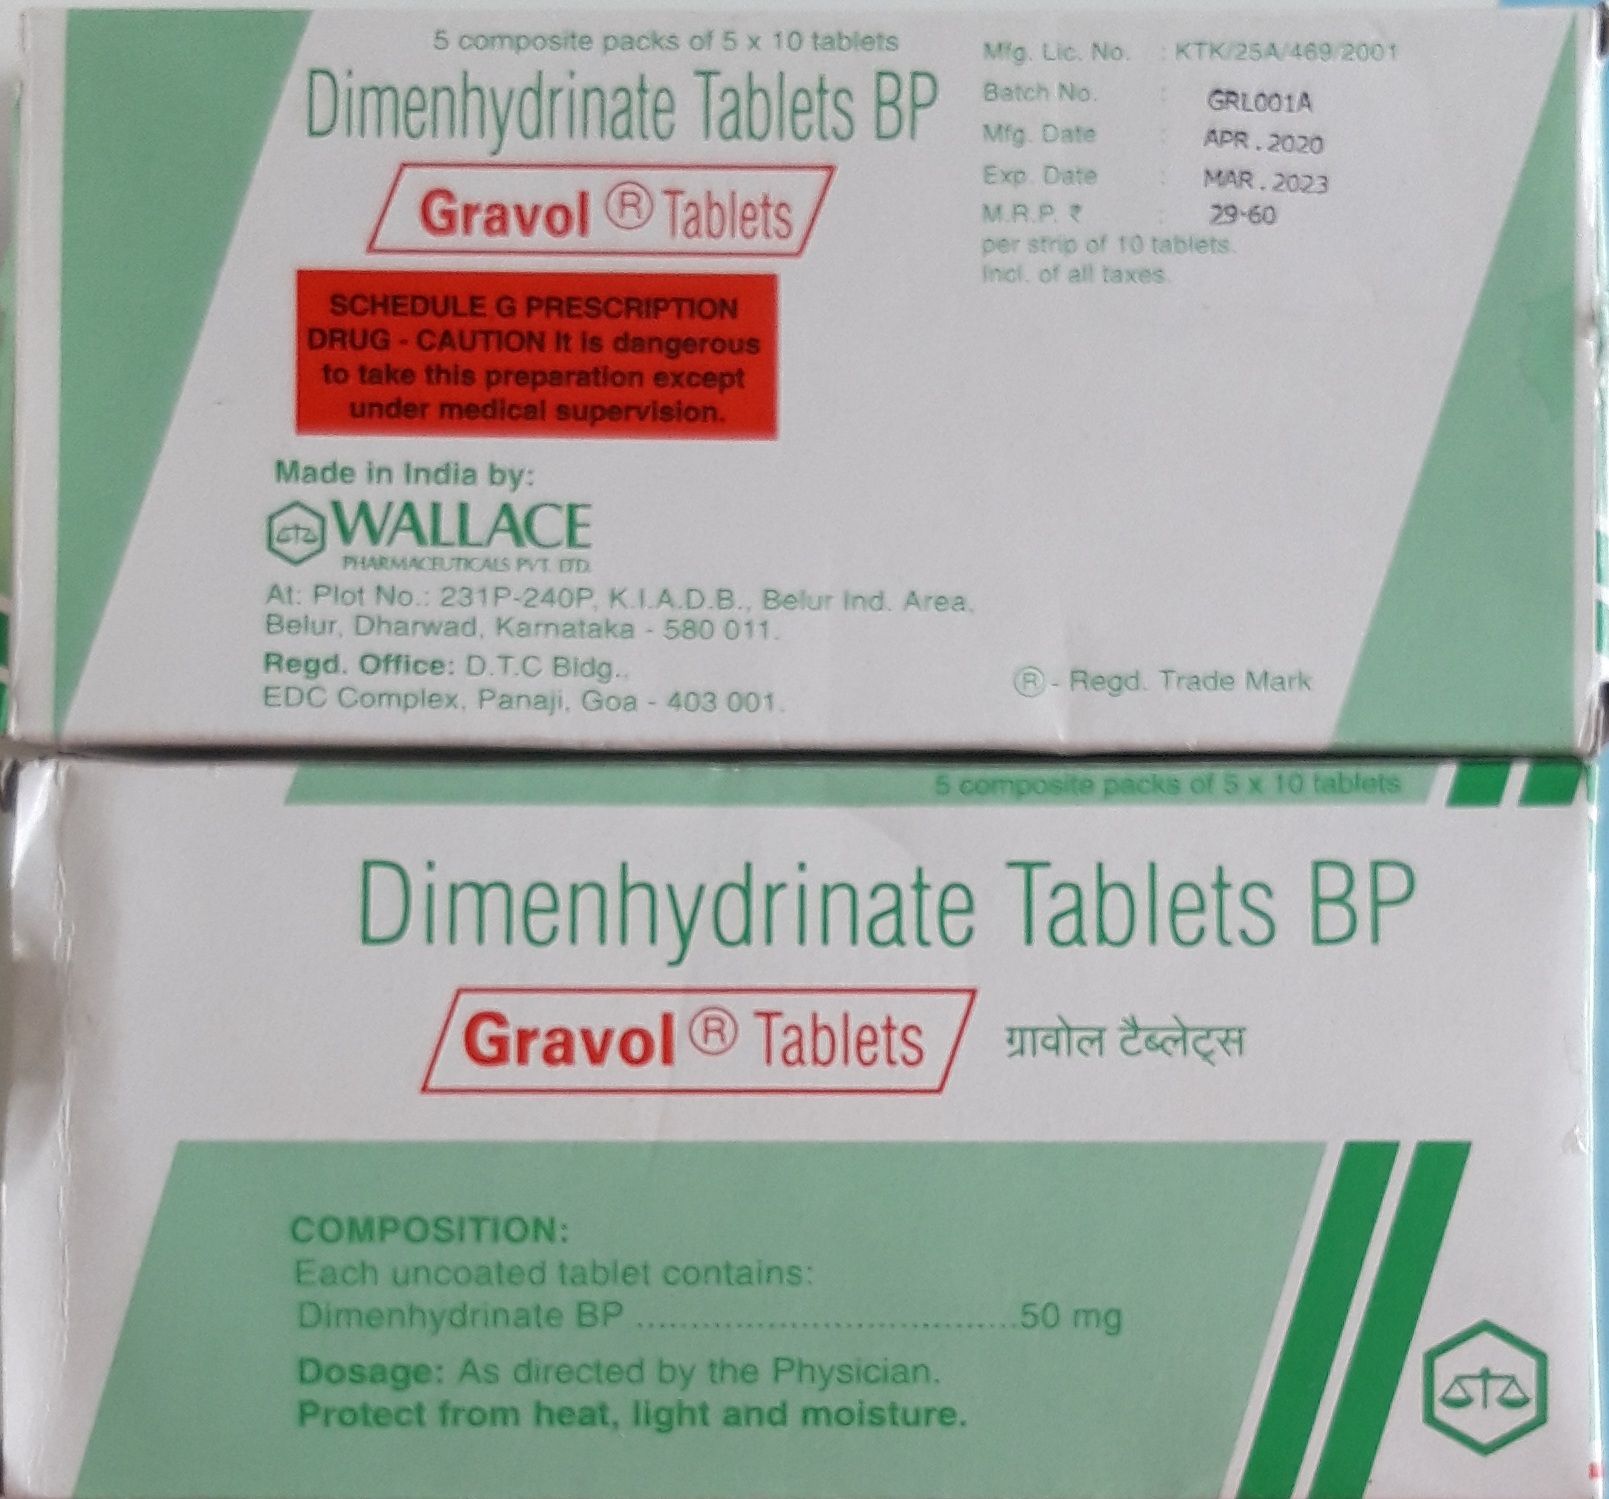 5 composite packs of 5 x 10 tablets
Dimenhydrinate Tablets BP
Gravol ® Tablets
SCHEDULE G PRESCRIPTION
DRUG - CAUTION It is dangerous
to take this preparation except
under medical supervision.
Made in India by:
WALLACE
PHARMACEUTICALS PVT. LTD.
At: Plot No.: 231P-240P, K.I.A.D.B., Belur Ind. Area,
Belur, Dharwad, Karnataka - 580 011.
Regd. Office: D.T.C Bldg.,
EDC Complex, Panaji, Goa - 403 001.
Mfg. Lic. No. : KTK/25A/469/2001
Batch No. : GRL001A
Mfg. Date : APR.2020
Exp. Date : MAR.2023
M.R.P. ₹ : 29-60
per strip of 10 tablets.
Incl. of all taxes.
® - Regd. Trade Mark
5 composite packs of 5 x 10 tablets
Dimenhydrinate Tablets BP
Gravol ® Tablets ग्रावोल टैब्लेट्स
COMPOSITION:
Each uncoated tablet contains:
Dimenhydrinate BP ...................................50 mg
Dosage: As directed by the Physician.
Protect from heat, light and moisture.